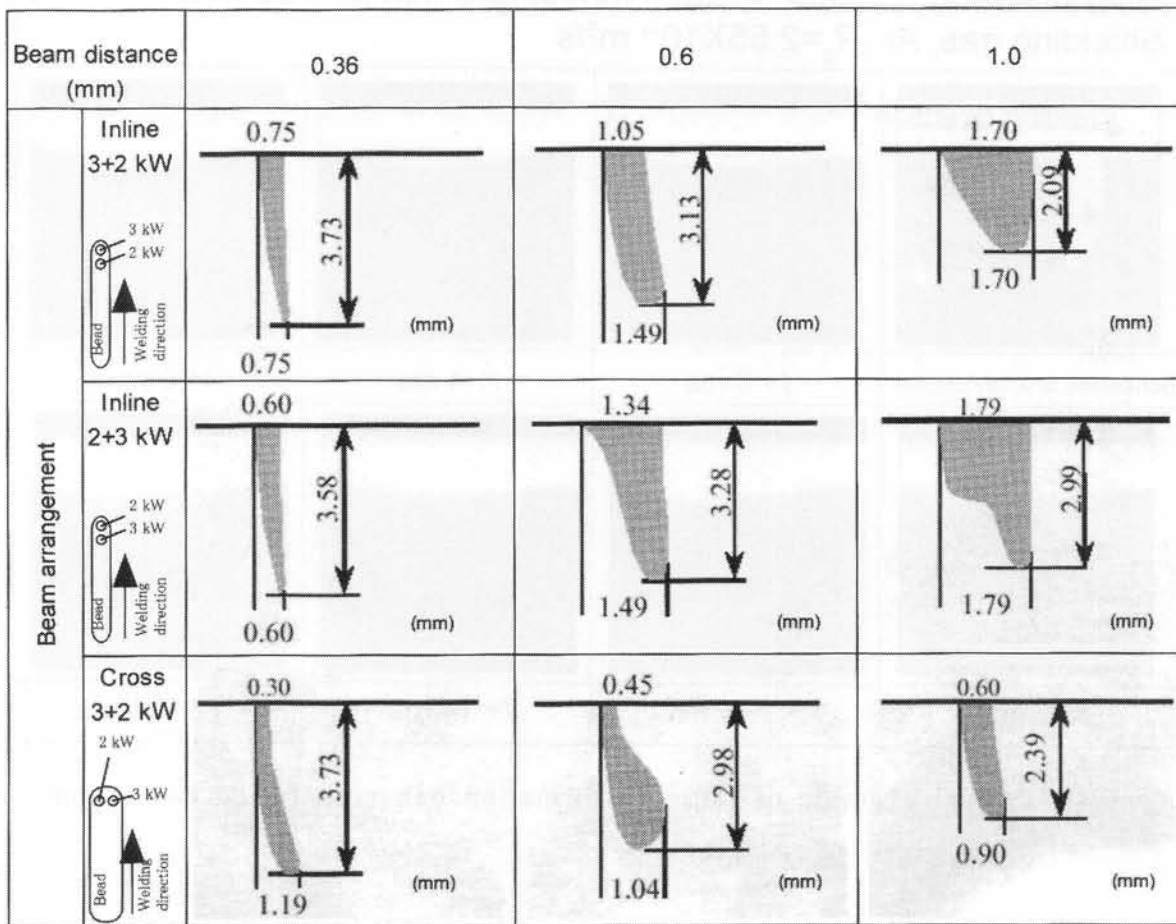 Shielding gas
Beam distance
(mm)
0.36
0.6
1.0
Beam arrangement
Inline
3+2 kW
3 kW
2 kW
Bead
Welding
direction
0.75
3.73
0.75
1.05
3.13
1.49
(mm)
1.70
2.09
1.70
(mm)
(mm)
Inline
2+3 kW
2 kW
3 kW
Bead
Welding
direction
0.60
3.58
0.60
(mm)
1.34
3.28
1.49
(mm)
1.79
2.99
1.79
(mm)
Cross
3+2 kW
2 kW
3 kW
Bead
Welding
direction
0.30
3.73
1.19
(mm)
0.45
2.98
1.04
(mm)
0.60
2.39
0.90
(mm)